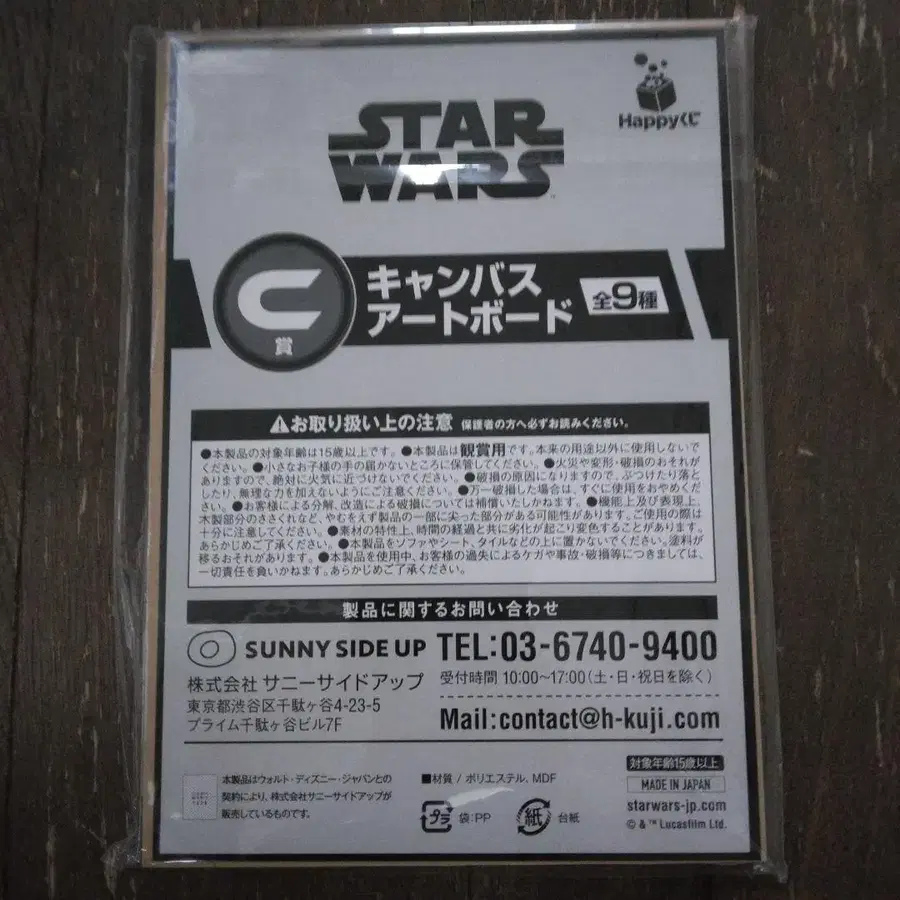 STAR
WARS
Happyくじ
C
賞
キャンバス
アートボード
全9種
お取り扱い上の注意 保護者の方へ必ずお読みください。
●本製品の対象年齢は15歳以上です。●本製品は観賞用です。本来の用途以外に使用しないで
ください。●小さなお子様の手の届かないところに保管してください。●火災や変形・破損のおそれが
ありますので、絶対に火気に近づけないでください。●破損の原因になりますので、ぶつけたり落と
したり、無理な力を加えないようにご注意ください。●万一破損した場合は、すぐに使用をおやめくだ
さい。●お客様による分解、改造による破損については補償いたしかねます。●機能上及び表現上、
木製部分のささくれなど、やむをえず製品の一部に尖った部分がある可能性があります。ご使用の際は
十分に注意してください。●素材の特性上、時間の経過と共に劣化が起こり変色することがあります。
あらかじめご了承ください。●本製品をソファやシート、タイルなどの上に置かないでください。塗料が
移るおそれがあります。●本製品を使用中、お客様の過失によるケガや事故・破損等につきましては、
一切責任を負いかねます。あらかじめご了承ください。
製品に関するお問い合わせ
SUNNY SIDE UP
株式会社 サニーサイドアップ
東京都渋谷区千駄ヶ谷4-23-5
プライム千駄ヶ谷ビル7F
TEL:03-6740-9400
受付時間 10:00~17:00(土・日・祝日を除く)
Mail:contact@h-kuji.com
本製品はウォルト・ディズニー・ジャパンとの
契約により、株式会社サニーサイドアップが
販売しているものです。
■材質 / ポリエステル、MDF
プラ 袋:PP
紙 台紙
対象年齢15歳以上
MADE IN JAPAN
starwars-jp.com
© & ™ Lucasfilm Ltd.